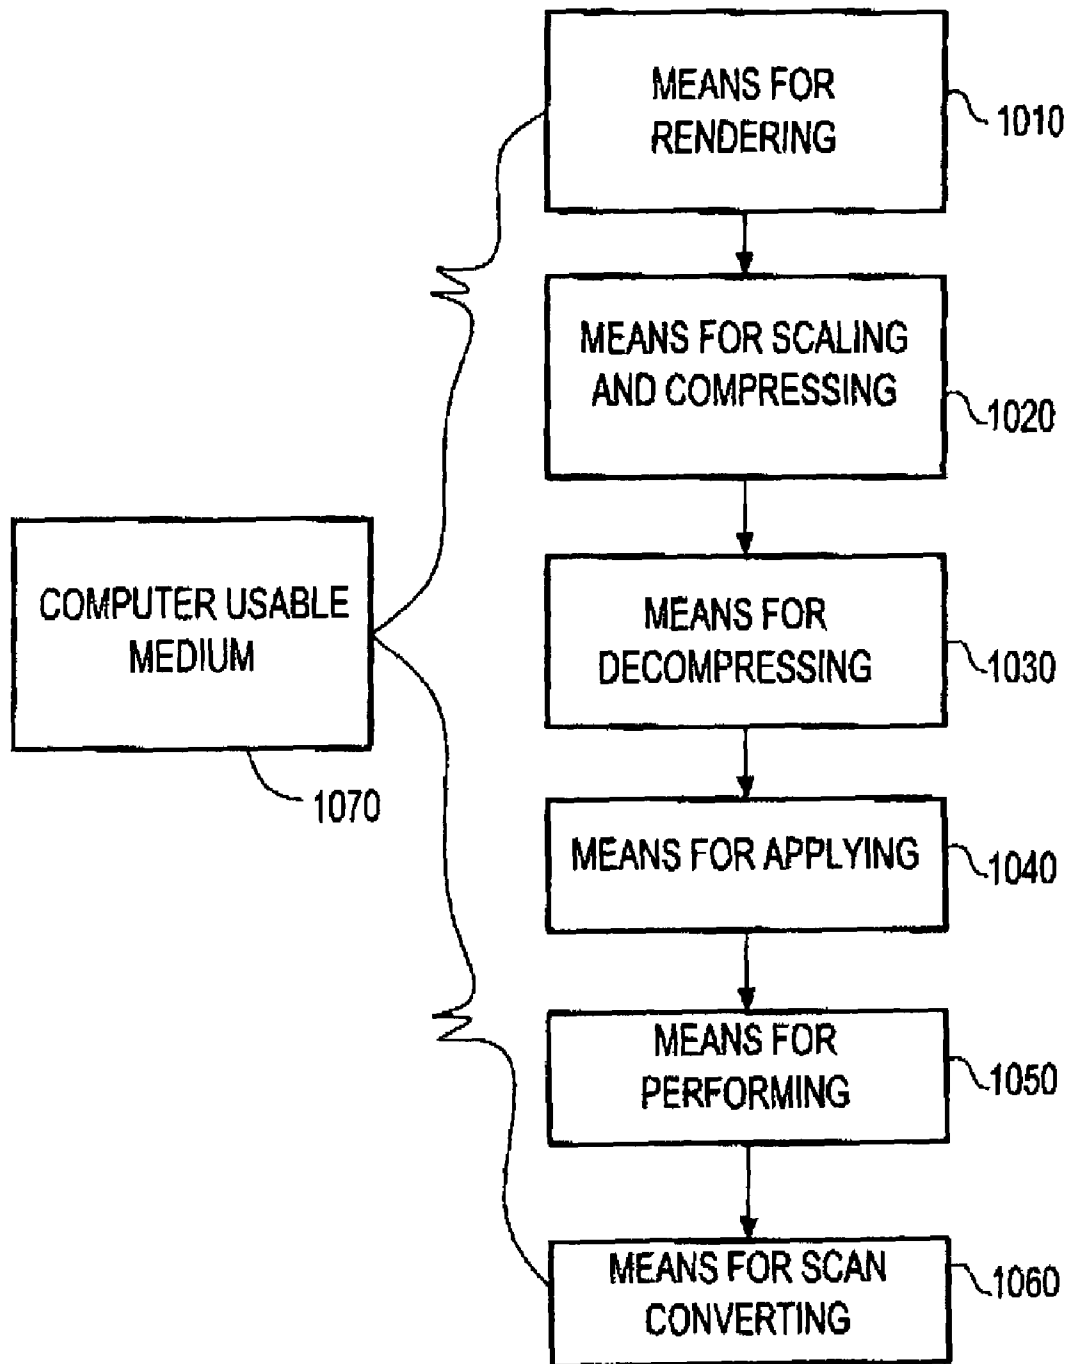 MEANS FOR
RENDERING
1010
MEANS FOR SCALING
AND COMPRESSING
1020
COMPUTER USABLE
MEDIUM
1070
MEANS FOR
DECOMPRESSING
1030
MEANS FOR APPLYING
1040
MEANS FOR
PERFORMING
1050
MEANS FOR SCAN
CONVERTING
1060